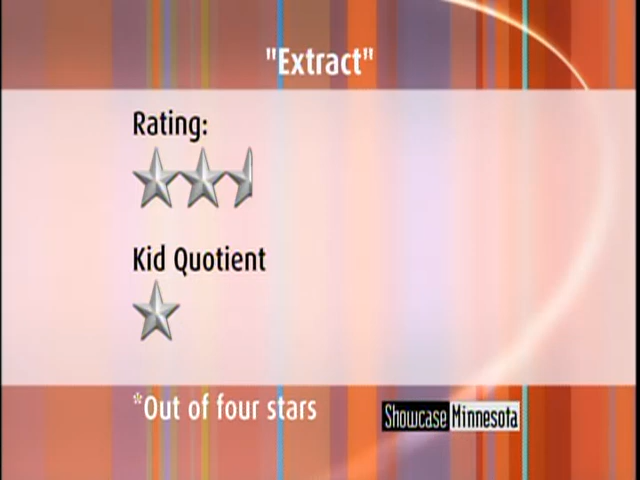 "Extract"
Rating:
Kid Quotient
*Out of four stars
Showcase Minnesota